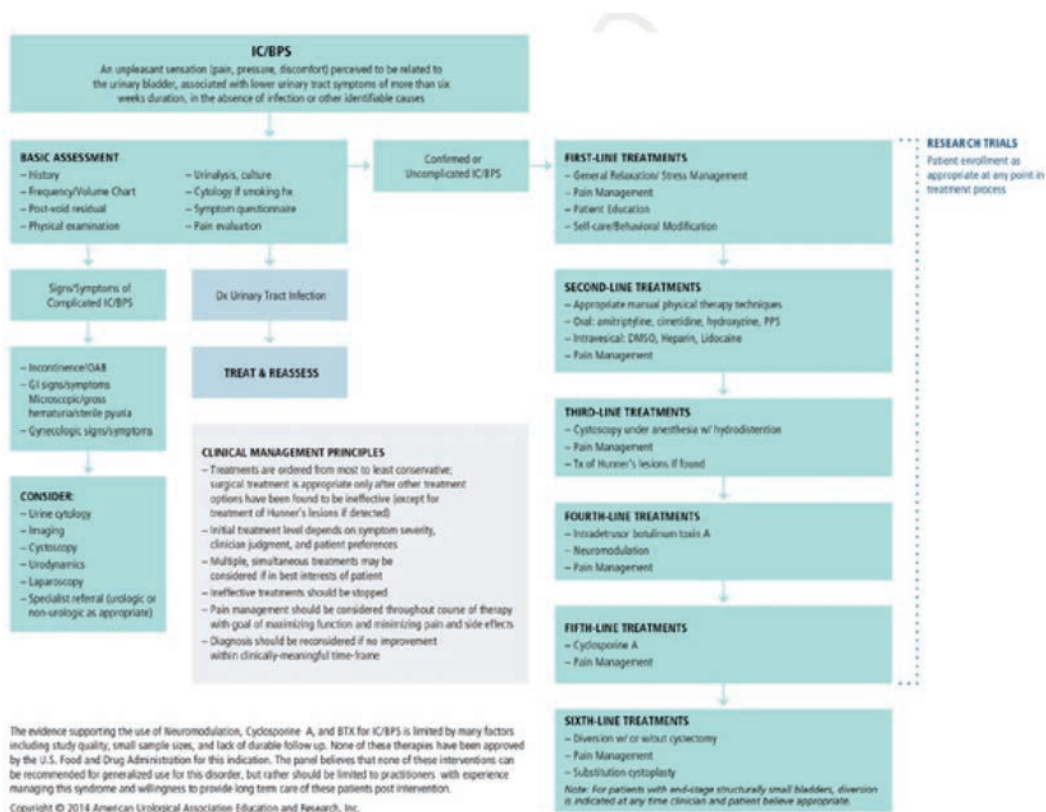 IC/BPS
An unpleasant sensation (pain, pressure, discomfort) perceived to be related to
the urinary bladder, associated with lower urinary tract symptoms of more than six
weeks duration, in the absence of infection or other identifiable causes
BASIC ASSESSMENT
– History
– Frequency/Volume Chart
– Post-void residual
– Physical examination
– Urinalysis, culture
– Cytology if smoking hx
– Symptom questionnaire
– Pain evaluation
Confirmed or
Uncomplicated IC/BPS
FIRST-LINE TREATMENTS
– General Relaxation/ Stress Management
– Pain Management
– Patient Education
– Self-care/Behavioral Modification
RESEARCH TRIALS
Patient enrollment as
appropriate at any point in
treatment process
Signs/Symptoms of
Complicated IC/BPS
Dx Urinary Tract Infection
SECOND-LINE TREATMENTS
– Appropriate manual physical therapy techniques
– Oral: amitriptyline, cimetidine, hydroxyzine, PPS
– Intravesical: DMSO, Heparin, Lidocaine
– Pain Management
– Incontinence/OAB
– GI signs/symptoms
Microscopic/gross
hematuria/sterile pyuria
– Gynecologic signs/symptoms
TREAT & REASSESS
THIRD-LINE TREATMENTS
– Cystoscopy under anesthesia w/ hydrodistention
– Pain Management
– Tx of Hunner's lesions if found
CONSIDER:
– Urine cytology
– Imaging
– Cystoscopy
– Urodynamics
– Laparoscopy
– Specialist referral (urologic or
non-urologic as appropriate)
CLINICAL MANAGEMENT PRINCIPLES
– Treatments are ordered from most to least conservative;
surgical treatment is appropriate only after other treatment
options have been found to be ineffective (except for
treatment of Hunner's lesions if detected)
– Initial treatment level depends on symptom severity,
clinician judgment, and patient preferences
– Multiple, simultaneous treatments may be
considered if in best interests of patient
– Ineffective treatments should be stopped
– Pain management should be considered throughout course of therapy
with goal of maximizing function and minimizing pain and side effects
– Diagnosis should be reconsidered if no improvement
within clinically-meaningful time-frame
FOURTH-LINE TREATMENTS
– Intradetrusor botulinum toxin A
– Neuromodulation
– Pain Management
FIFTH-LINE TREATMENTS
– Cyclosporine A
– Pain Management
SIXTH-LINE TREATMENTS
– Diversion w/ or w/out cystectomy
– Pain Management
– Substitution cystoplasty
Note: For patients with end-stage structurally small bladders, diversion
is indicated at any time clinician and patient believe appropriate.
The evidence supporting the use of Neuromodulation, Cyclosporine A, and BTX for IC/BPS is limited by many factors
including study quality, small sample sizes, and lack of durable follow up. None of these therapies have been approved
by the U.S. Food and Drug Administration for this indication. The panel believes that none of these interventions can
be recommended for generalized use for this disorder, but rather should be limited to practitioners with experience
managing this syndrome and willingness to provide long term care of these patients post intervention.
Copyright © 2014 American Urological Association Education and Research, Inc.